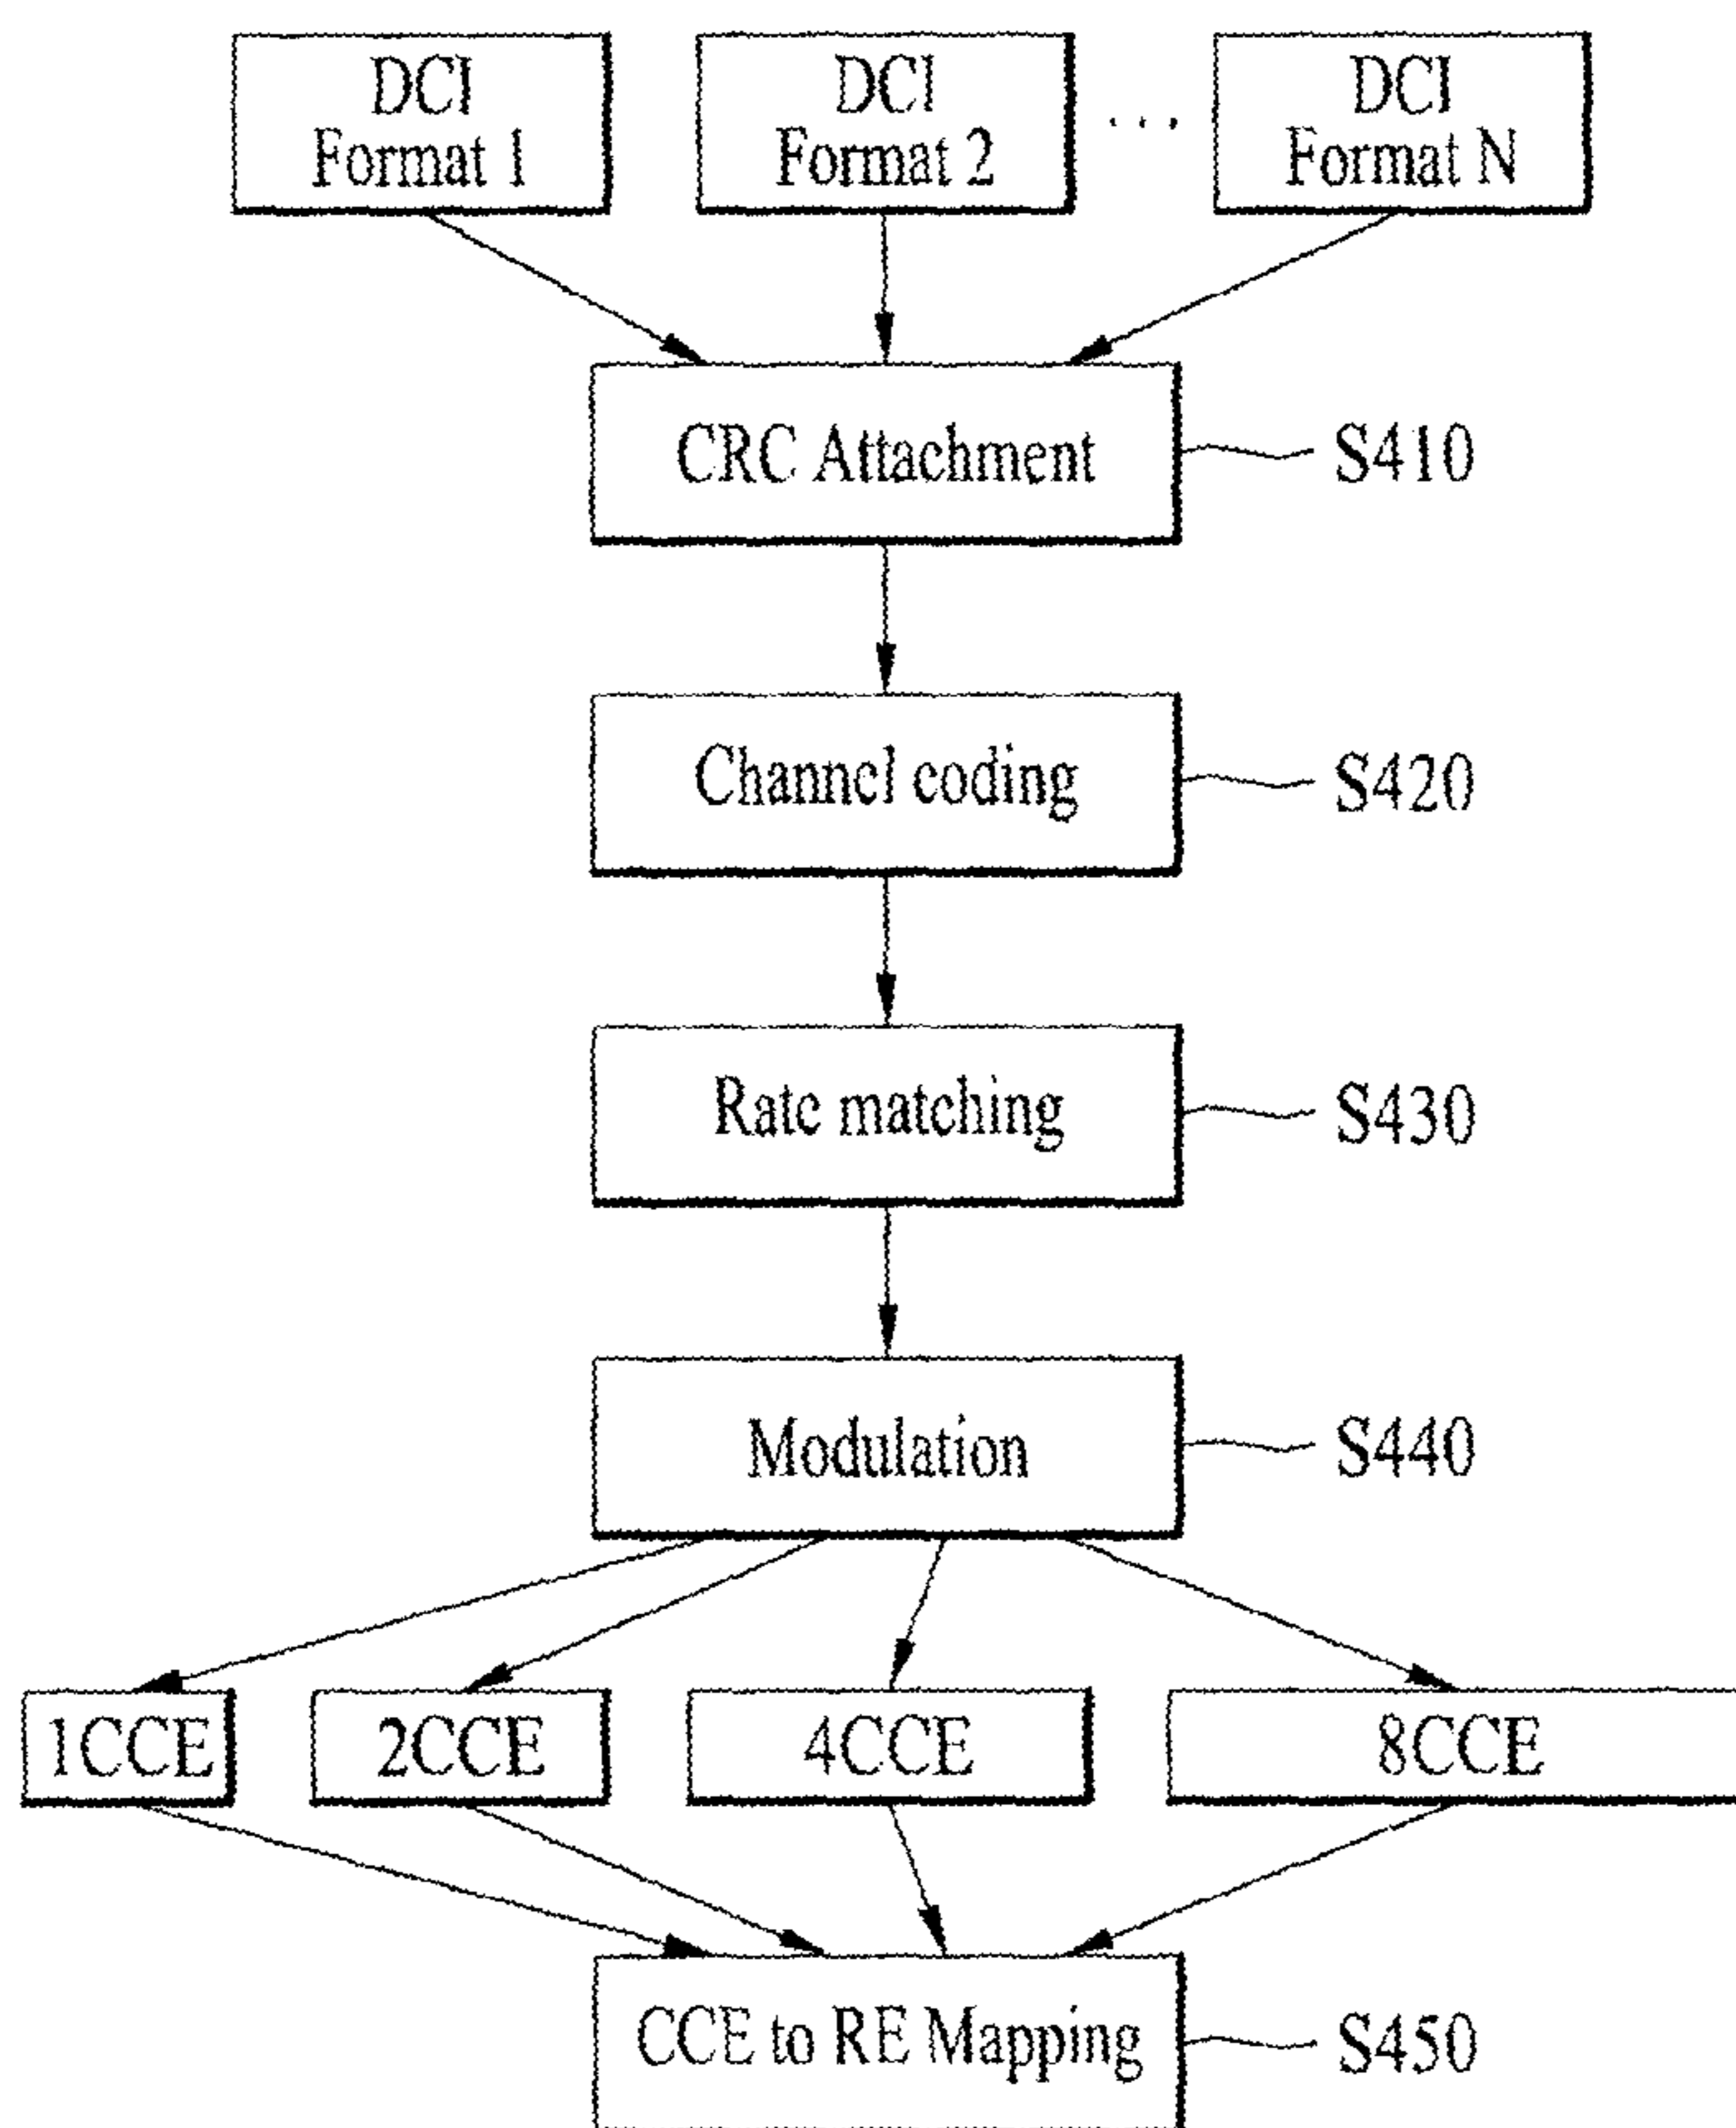 DCI
Format 1
DCI
Format 2
...
DCI
Format N
CRC Attachment
S410
Channel coding
S420
Rate matching
S430
Modulation
S440
1CCE
2CCE
4CCE
8CCE
CCE to RE Mapping
S450